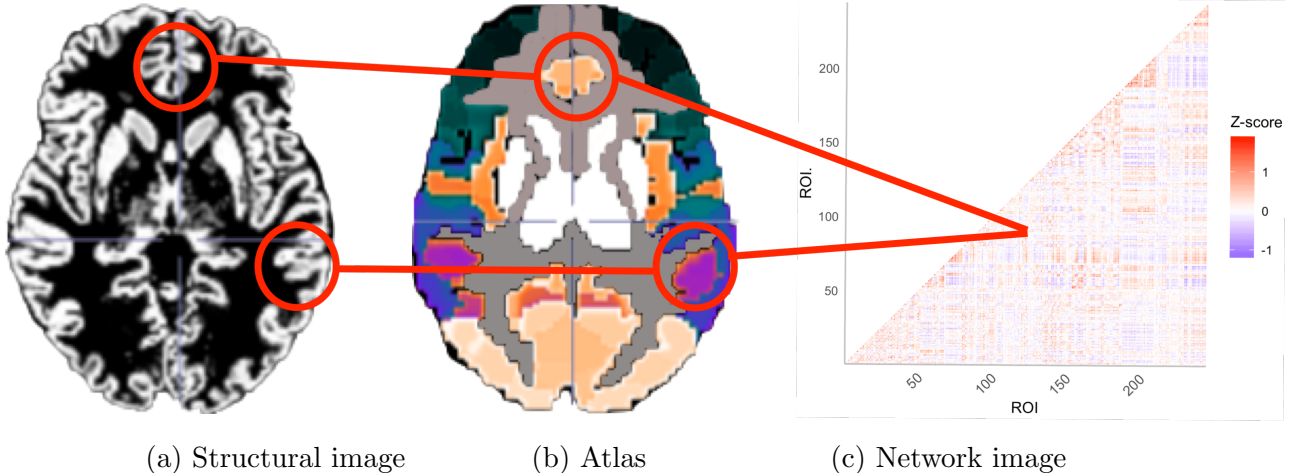 200
150
100
50
ROI.
50
100
150
200
ROI
Z-score
1
0
-1
(a) Structural image
(b) Atlas
(c) Network image